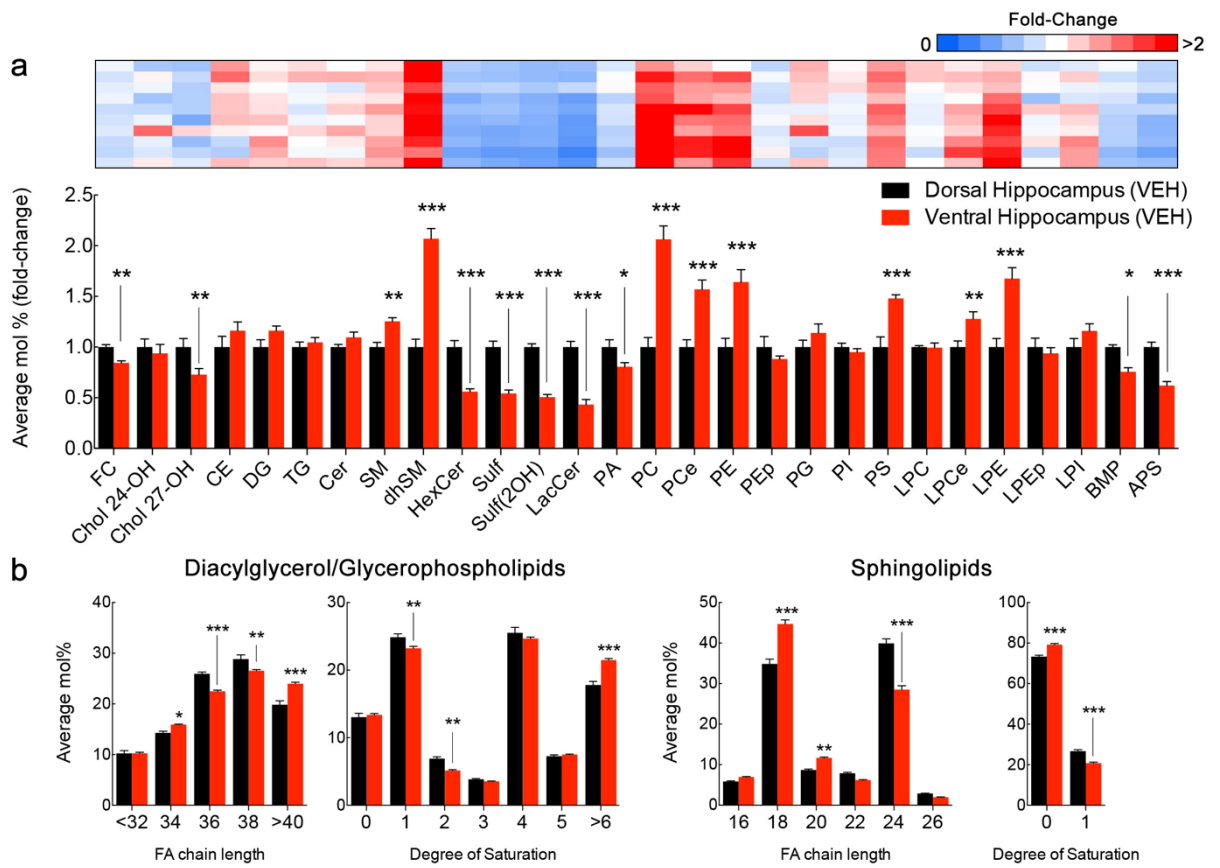 Fold-Change
0 >2
a
Average mol % (fold-change)
2.5
2.0
1.5
1.0
0.5
0.0
Dorsal Hippocampus (VEH)
Ventral Hippocampus (VEH)
** ** ** *** *** *** *** *** * *** *** *** *** ** *** * ***
FC Chol 24-OH Chol 27-OH CE DG TG Cer SM dhSM HexCer Sulf Sulf(2OH) LacCer PA PC PCe PE PEp PG PI PS LPC LPCe LPE LPEp LPI BMP APS
b
Diacylglycerol/Glycerophospholipids
Average mol%
40
30
20
10
0
* *** ** ***
<32 34 36 38 >40
FA chain length
30
20
10
0
** ** ***
0 1 2 3 4 5 >6
Degree of Saturation
Sphingolipids
Average mol%
50
40
30
20
10
0
*** ** ***
16 18 20 22 24 26
FA chain length
100
80
60
40
20
0
*** ***
0 1
Degree of Saturation